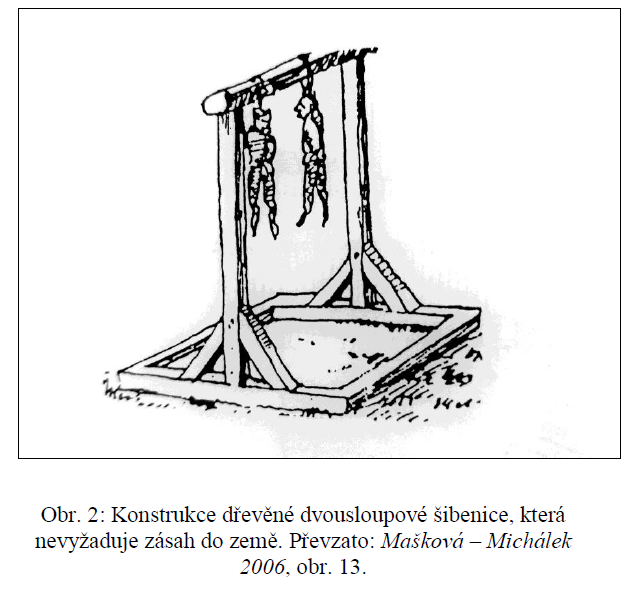 Obr. 2: Konstrukce dřevěné dvousloupové šibenice, která
nevyžaduje zásah do země. Převzato: Mašková – Michálek
2006, obr. 13.